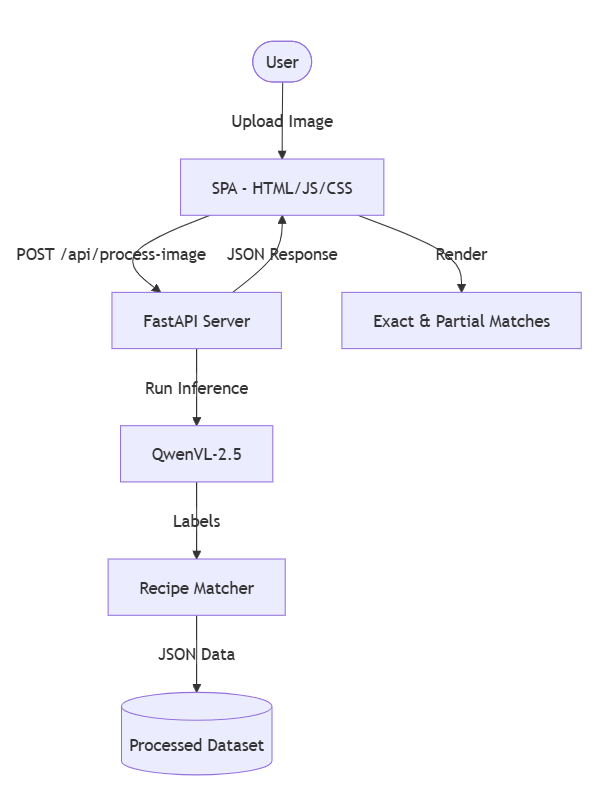 User
Upload Image
SPA - HTML/JS/CSS
POST /api/process-image
JSON Response
Render
FastAPI Server
Exact & Partial Matches
Run Inference
QwenVL-2.5
Labels
Recipe Matcher
JSON Data
Processed Dataset